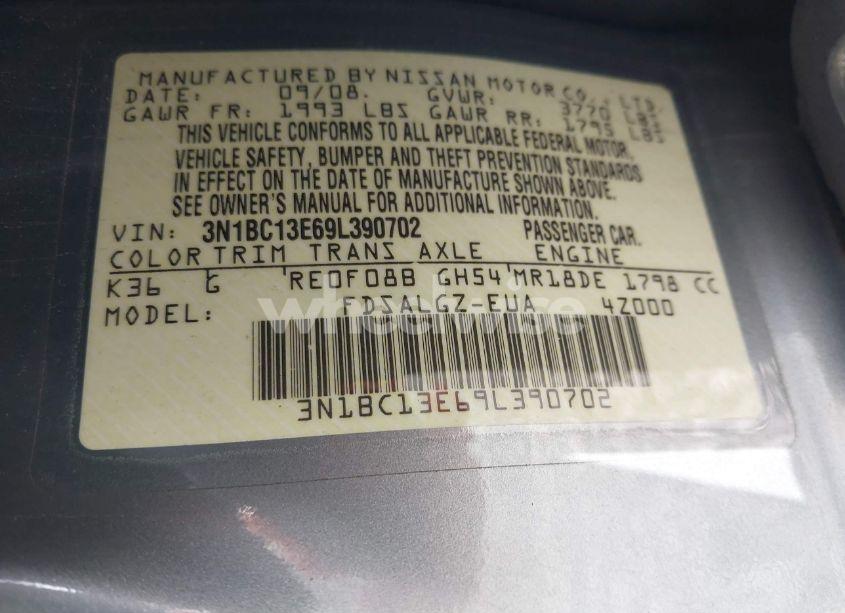 MANUFACTURED BY NISSAN MOTOR CO., LTD.
DATE: 09/08. GVWR: 3770 LBS
GAWR FR: 1993 LBS GAWR RR: 1795 LBS
THIS VEHICLE CONFORMS TO ALL APPLICABLE FEDERAL MOTOR
VEHICLE SAFETY, BUMPER AND THEFT PREVENTION STANDARDS
IN EFFECT ON THE DATE OF MANUFACTURE SHOWN ABOVE.
SEE OWNER'S MANUAL FOR ADDITIONAL INFORMATION.
VIN: 3N1BC13E69L390702 PASSENGER CAR.
COLOR TRIM TRANS AXLE ENGINE
K36 G RE0F08B GH54 MR18DE 1798 CC
wheelwise
MODEL: FDSALGZ-EUA 4Z000
3N1BC13E69L390702